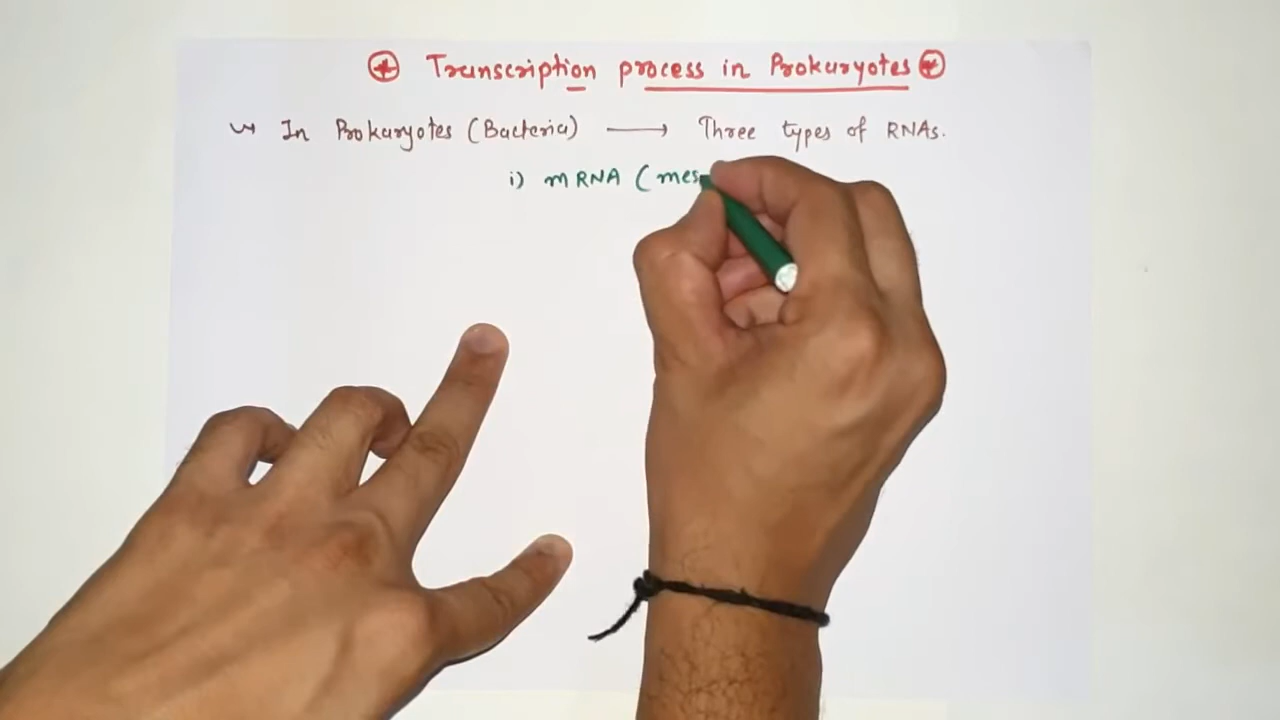 Transcription process in Prokaryotes
In Prokaryotes (Bacteria) → Three types of RNAs.
i) mRNA (mes